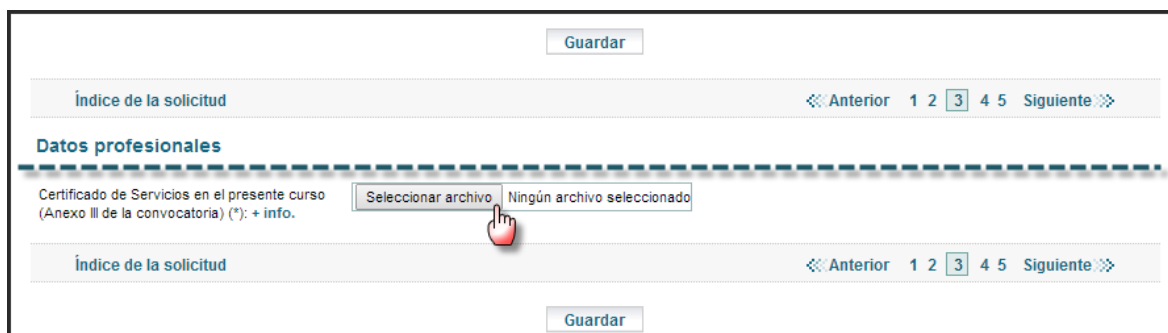 Guardar
Índice de la solicitud Anterior 1 2 3 4 5 Siguiente
Datos profesionales
Certificado de Servicios en el presente curso
(Anexo III de la convocatoria) (*): + info.
Seleccionar archivo Ningún archivo seleccionado
Índice de la solicitud Anterior 1 2 3 4 5 Siguiente
Guardar